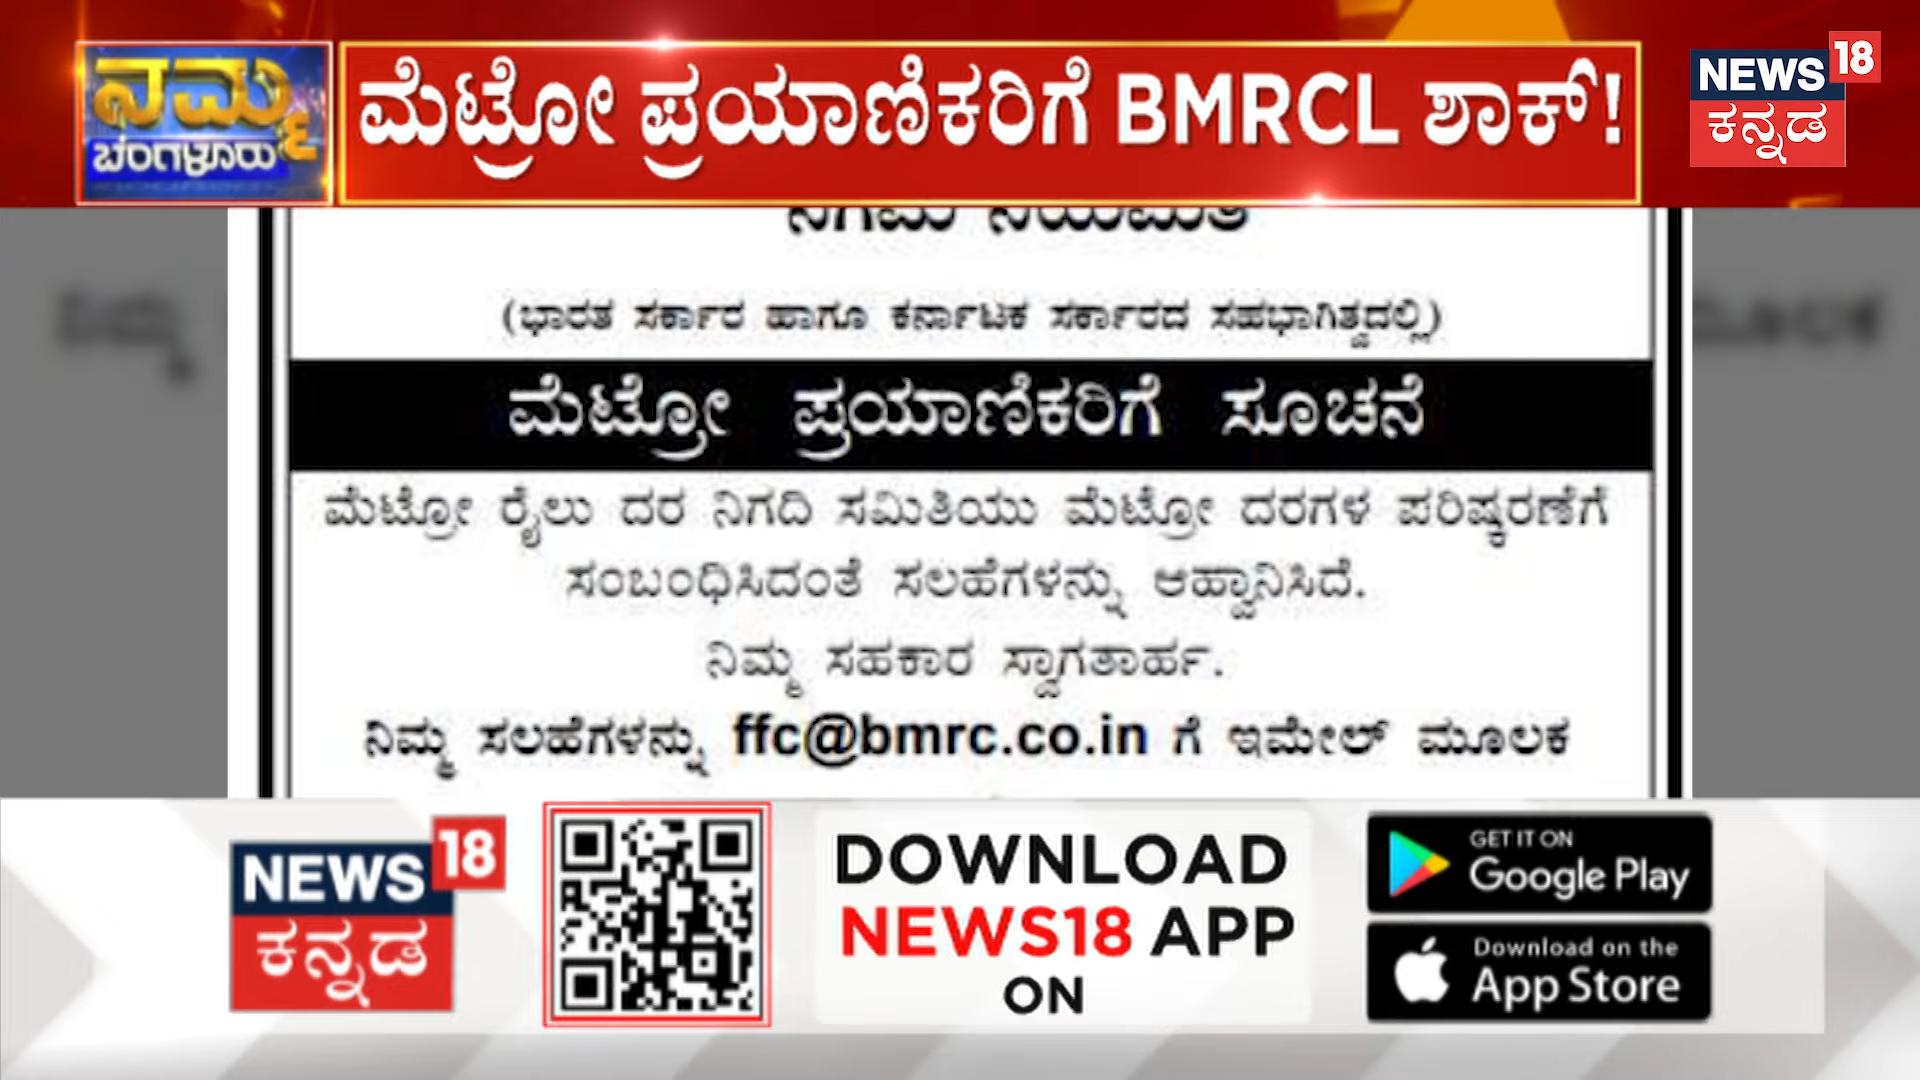 ನಮ್ಮ
ಬೆಂಗಳೂರು
ಮೆಟ್ರೋ ಪ್ರಯಾಣಿಕರಿಗೆ BMRCL ಶಾಕ್!
NEWS 18
ಕನ್ನಡ
ನಿಗಮ ನಿಯಮಿತ
(ಭಾರತ ಸರ್ಕಾರ ಹಾಗೂ ಕರ್ನಾಟಕ ಸರ್ಕಾರದ ಸಹಭಾಗಿತ್ವದಲ್ಲಿ)
ಮೆಟ್ರೋ ಪ್ರಯಾಣಿಕರಿಗೆ ಸೂಚನೆ
ಮೆಟ್ರೋ ರೈಲು ದರ ನಿಗದಿ ಸಮಿತಿಯು ಮೆಟ್ರೋ ದರಗಳ ಪರಿಷ್ಕರಣೆಗೆ
ಸಂಬಂಧಿಸಿದಂತೆ ಸಲಹೆಗಳನ್ನು ಆಹ್ವಾನಿಸಿದೆ.
ನಿಮ್ಮ ಸಹಕಾರ ಸ್ವಾಗತಾರ್ಹ.
ನಿಮ್ಮ ಸಲಹೆಗಳನ್ನು ffc@bmrc.co.in ಗೆ ಇಮೇಲ್ ಮೂಲಕ
ನಿಮ್ಮ
ಮೂಲಕ
NEWS 18
ಕನ್ನಡ
DOWNLOAD
NEWS18 APP
ON
GET IT ON
Google Play
Download on the
App Store